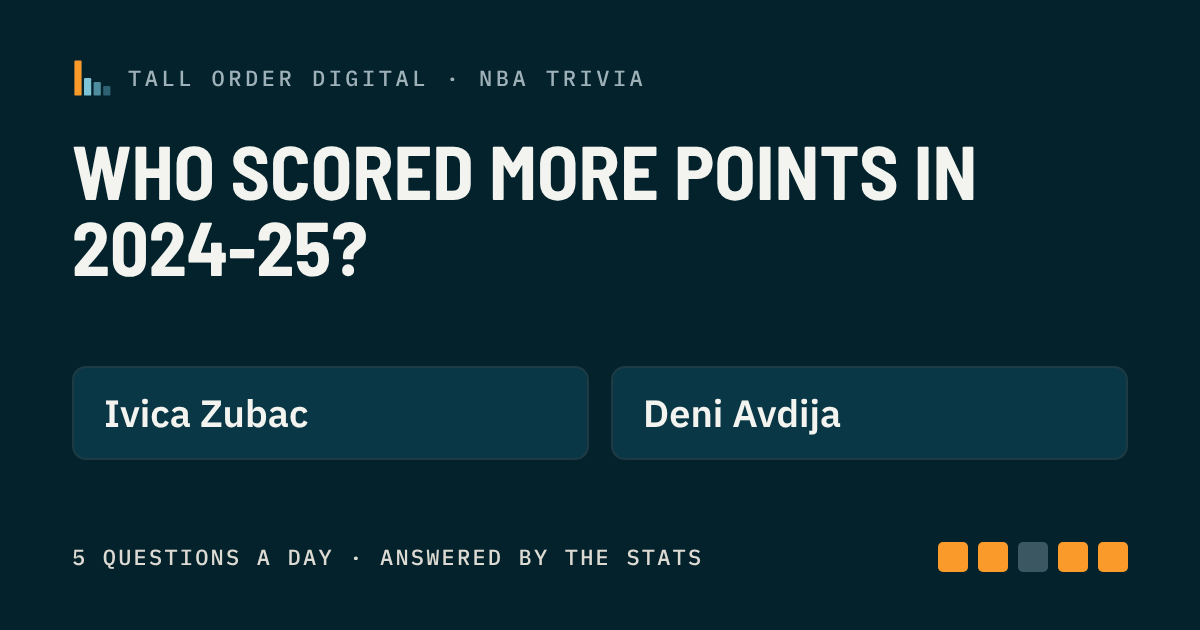 TALL ORDER DIGITAL · NBA TRIVIA
WHO SCORED MORE POINTS IN
2024-25?
Ivica Zubac
Deni Avdija
5 QUESTIONS A DAY · ANSWERED BY THE STATS